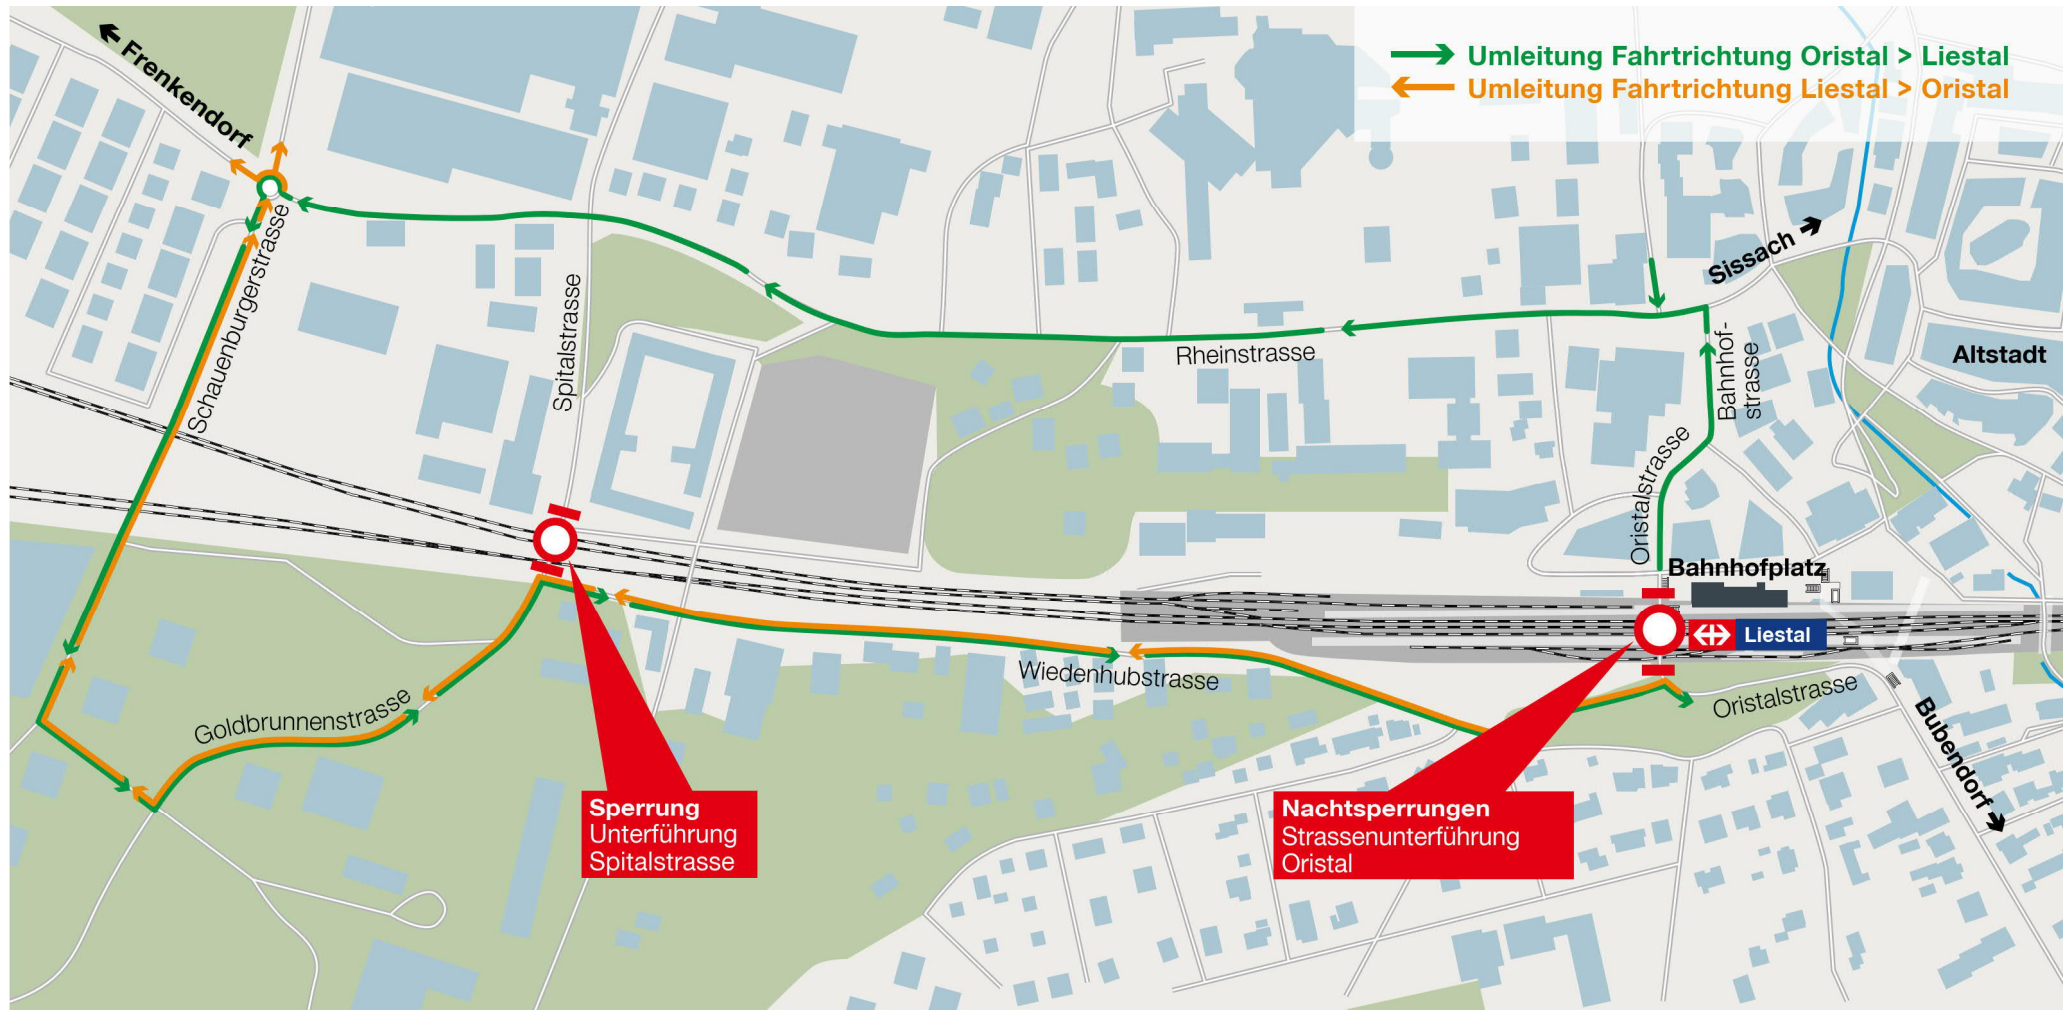 Umleitung Fahrtrichtung Oristal > Liestal
Umleitung Fahrtrichtung Liestal > Oristal
Frenkendorf
Schauenburgerstrasse
Spitalstrasse
Sissach
Rheinstrasse
Bahnhof-
strasse
Altstadt
Oristalstrasse
Bahnhofplatz
Liestal
Wiedenhubstrasse
Oristalstrasse
Goldbrunnenstrasse
Bubendorf
Sperrung
Unterführung
Spitalstrasse
Nachtsperrungen
Strassenunterführung
Oristal